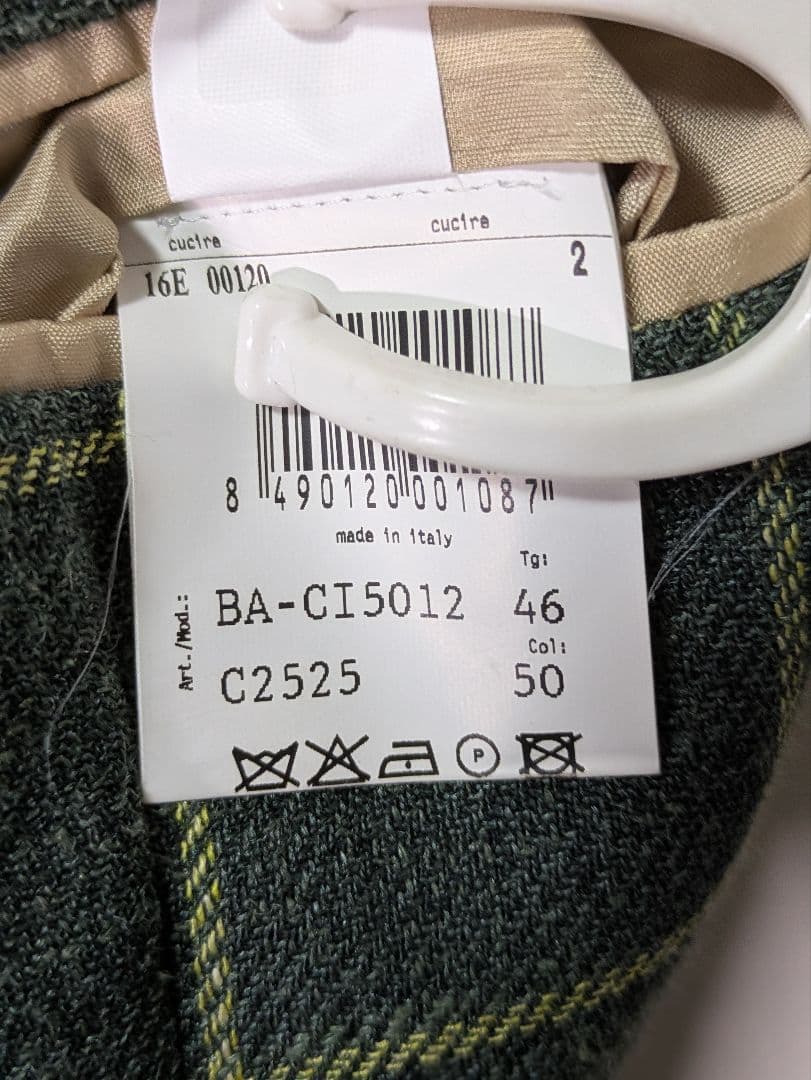 cucire cucire
16E 00120 2
8 490120 001087
made in italy
Tg:
Art./Mod.: BA-CI5012 46
Col:
C2525 50
P